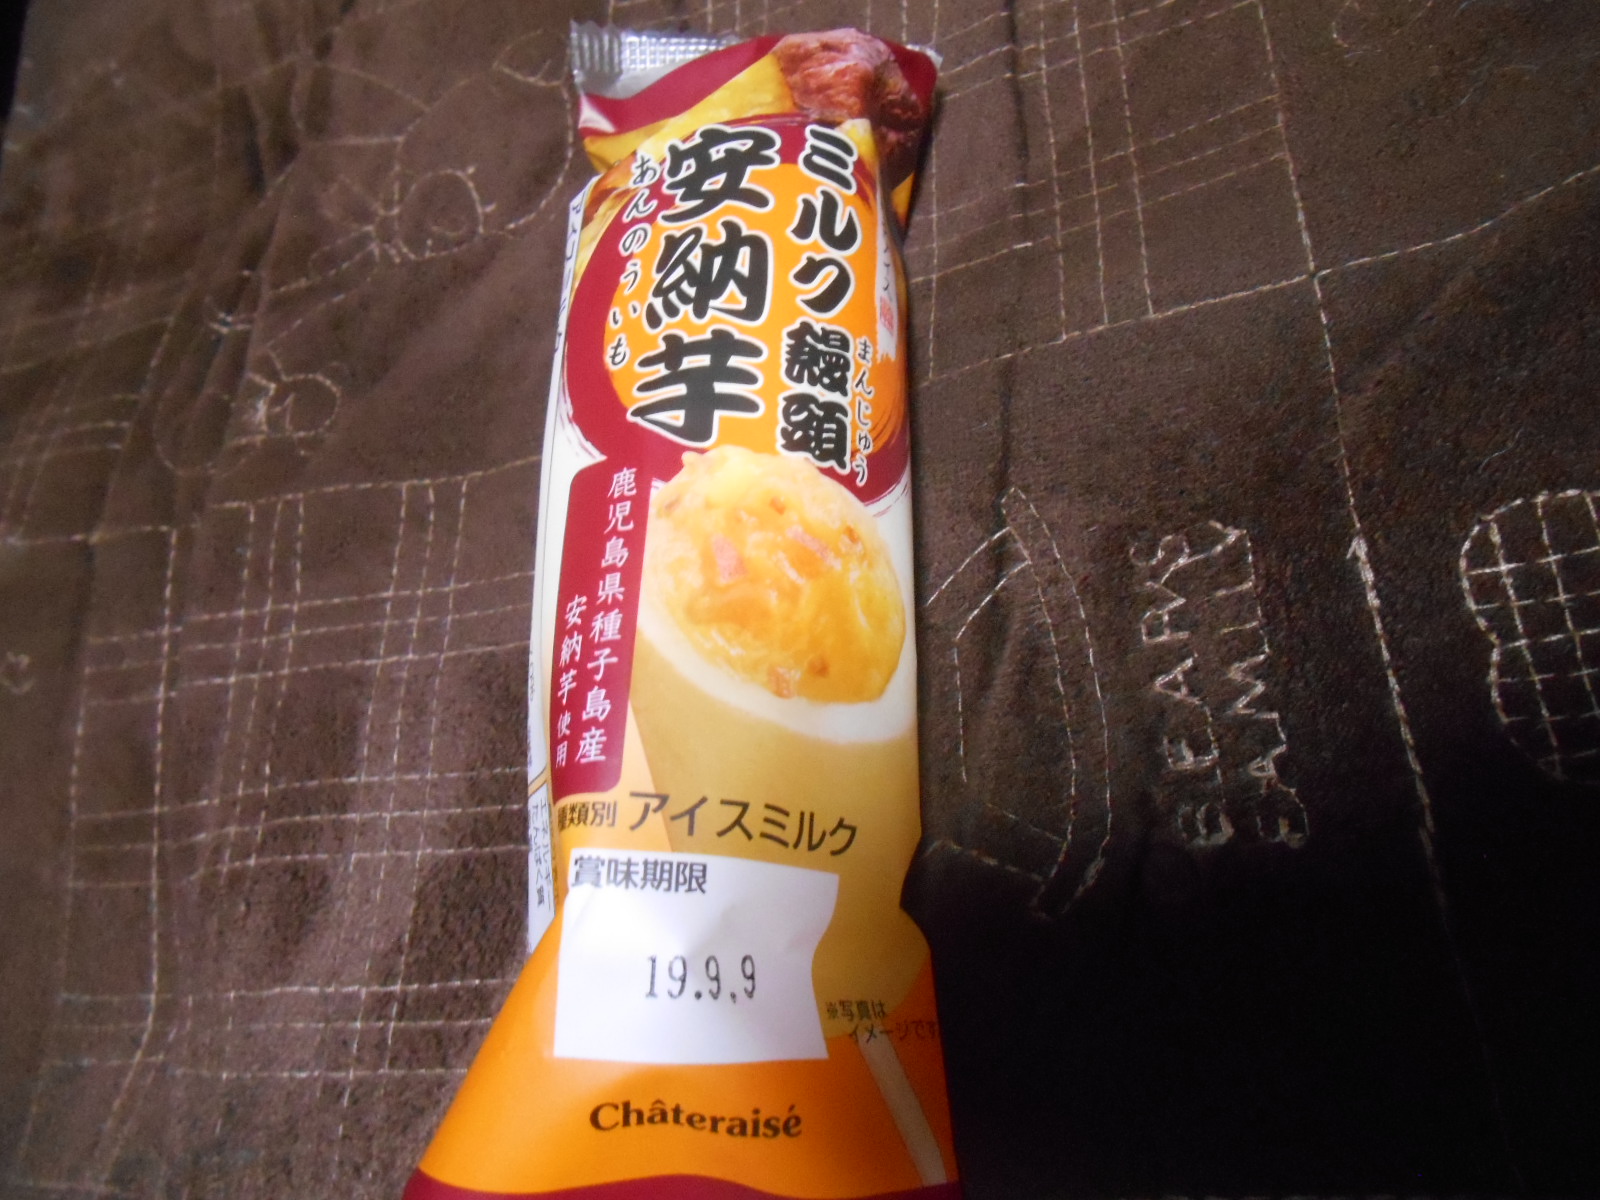 ミルク饅頭
まんじゅう
安納芋
あんのういも
鹿児島県種子島産
安納芋使用
種類別 アイスミルク
賞味期限
19.9.9
※写真は
イメージです
Châteraisé
BEARS
FAMILY